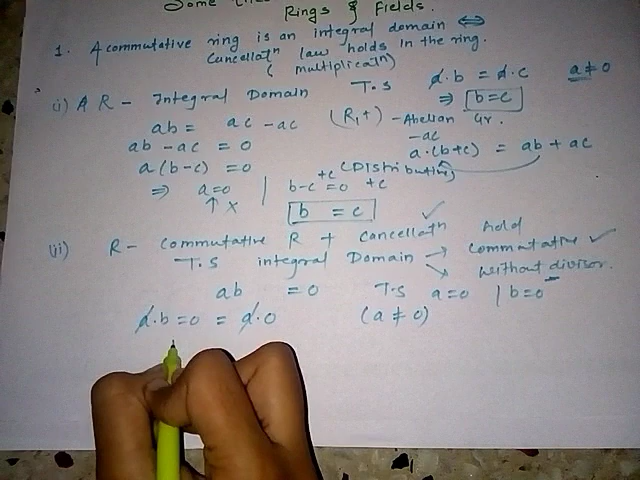 Some
Rings & Fields.
1. A commutative ring is an integral domain ⇔
Cancellatn law holds in the ring.
(multiplicatn)
i) A R - Integral Domain T.S a.b = a.c a ≠ 0
⇒ b = c
ab = ac -ac (R,+) - Abelian Gr.
-ac
ab - ac = 0 a.(b+c) = ab + ac
a(b-c) = 0 (Distributive)
⇒ a=0 | b-c +c = 0 +c
↑ x b = c
(ii) R - Commutative R + Cancellatn hold ✓
T.S integral Domain → Commutative ✓
↘ without divisor.
ab = 0 T.S a=0 | b=0
a.b = 0 = a.0 (a ≠ 0)